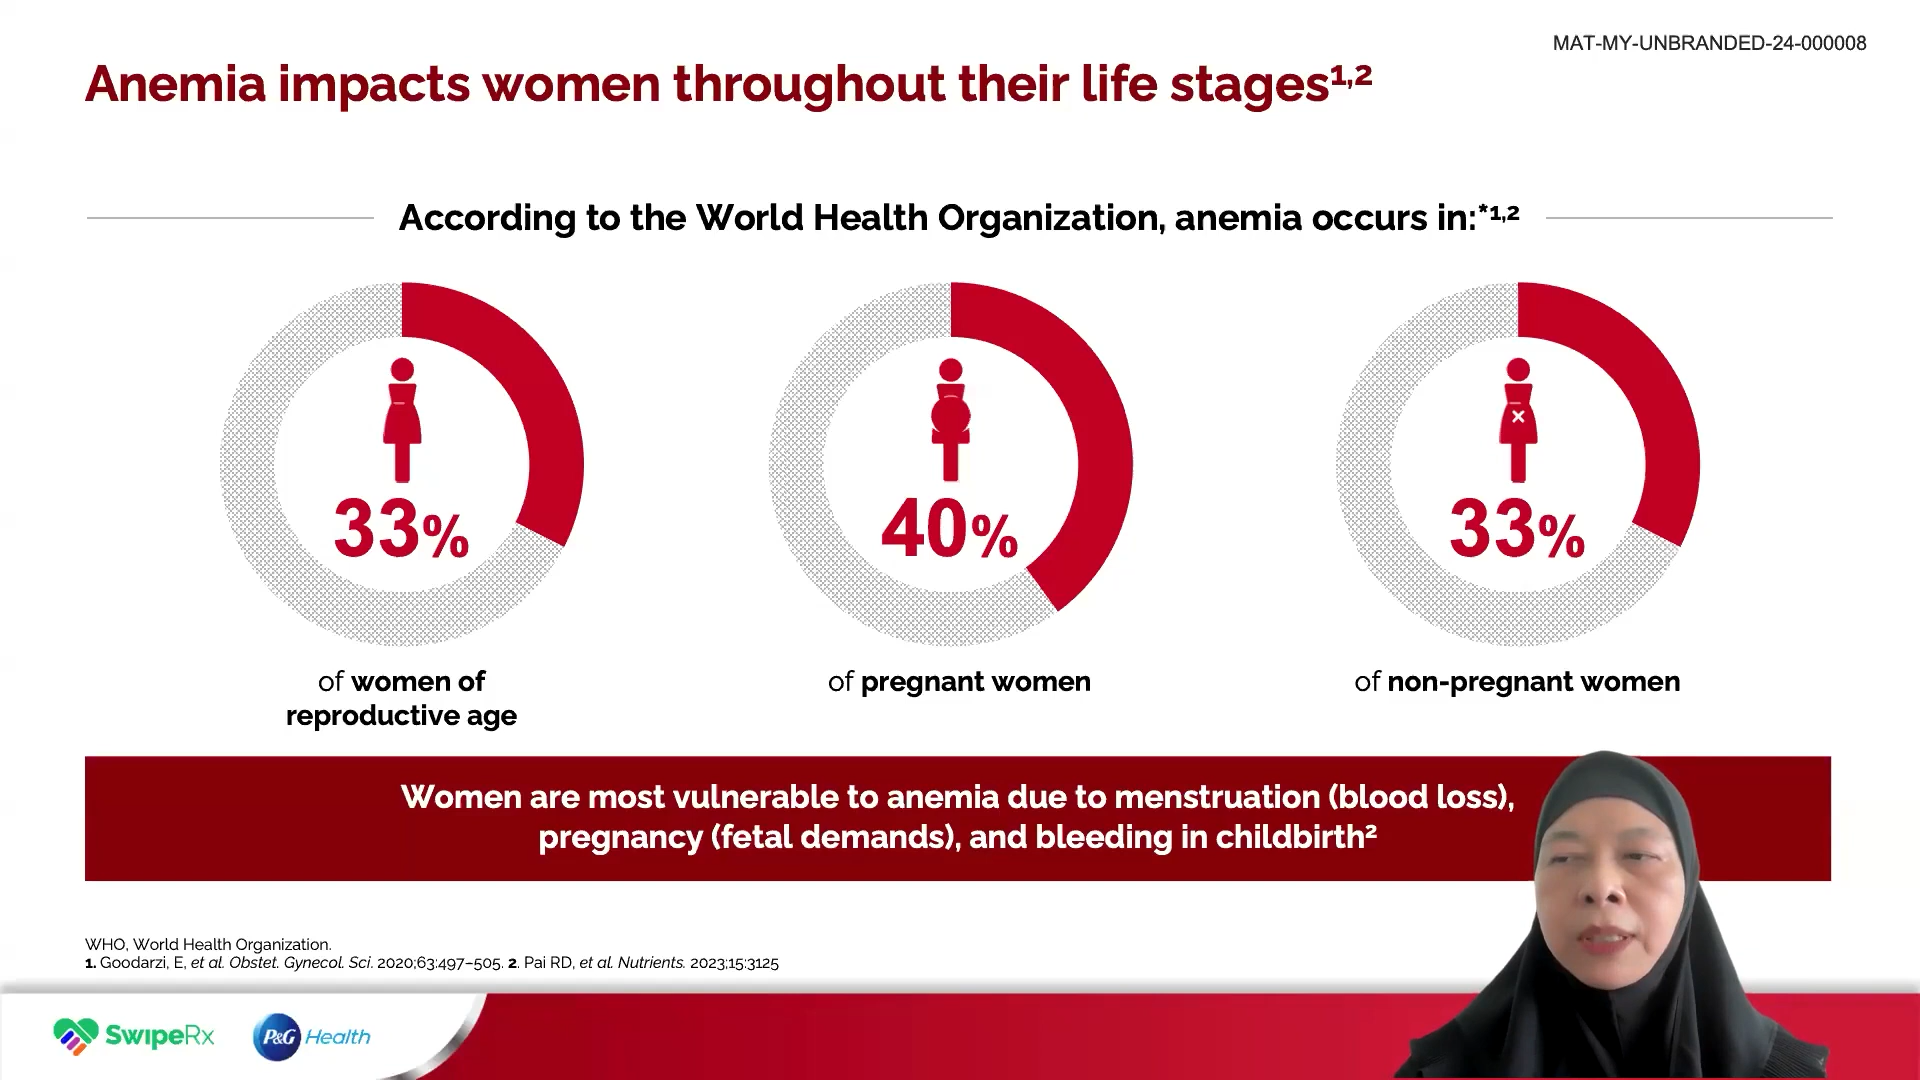 MAT-MY-UNBRANDED-24-000008
Anemia impacts women throughout their life stages¹,²
According to the World Health Organization, anemia occurs in:*¹,²
33%
40%
33%
of women of
reproductive age
of pregnant women
of non-pregnant women
Women are most vulnerable to anemia due to menstruation (blood loss),
pregnancy (fetal demands), and bleeding in childbirth²
WHO, World Health Organization.
1. Goodarzi, E, et al. Obstet. Gynecol. Sci. 2020;63:497–505. 2. Pai RD, et al. Nutrients. 2023;15:3125
SwipeRx
P&G Health